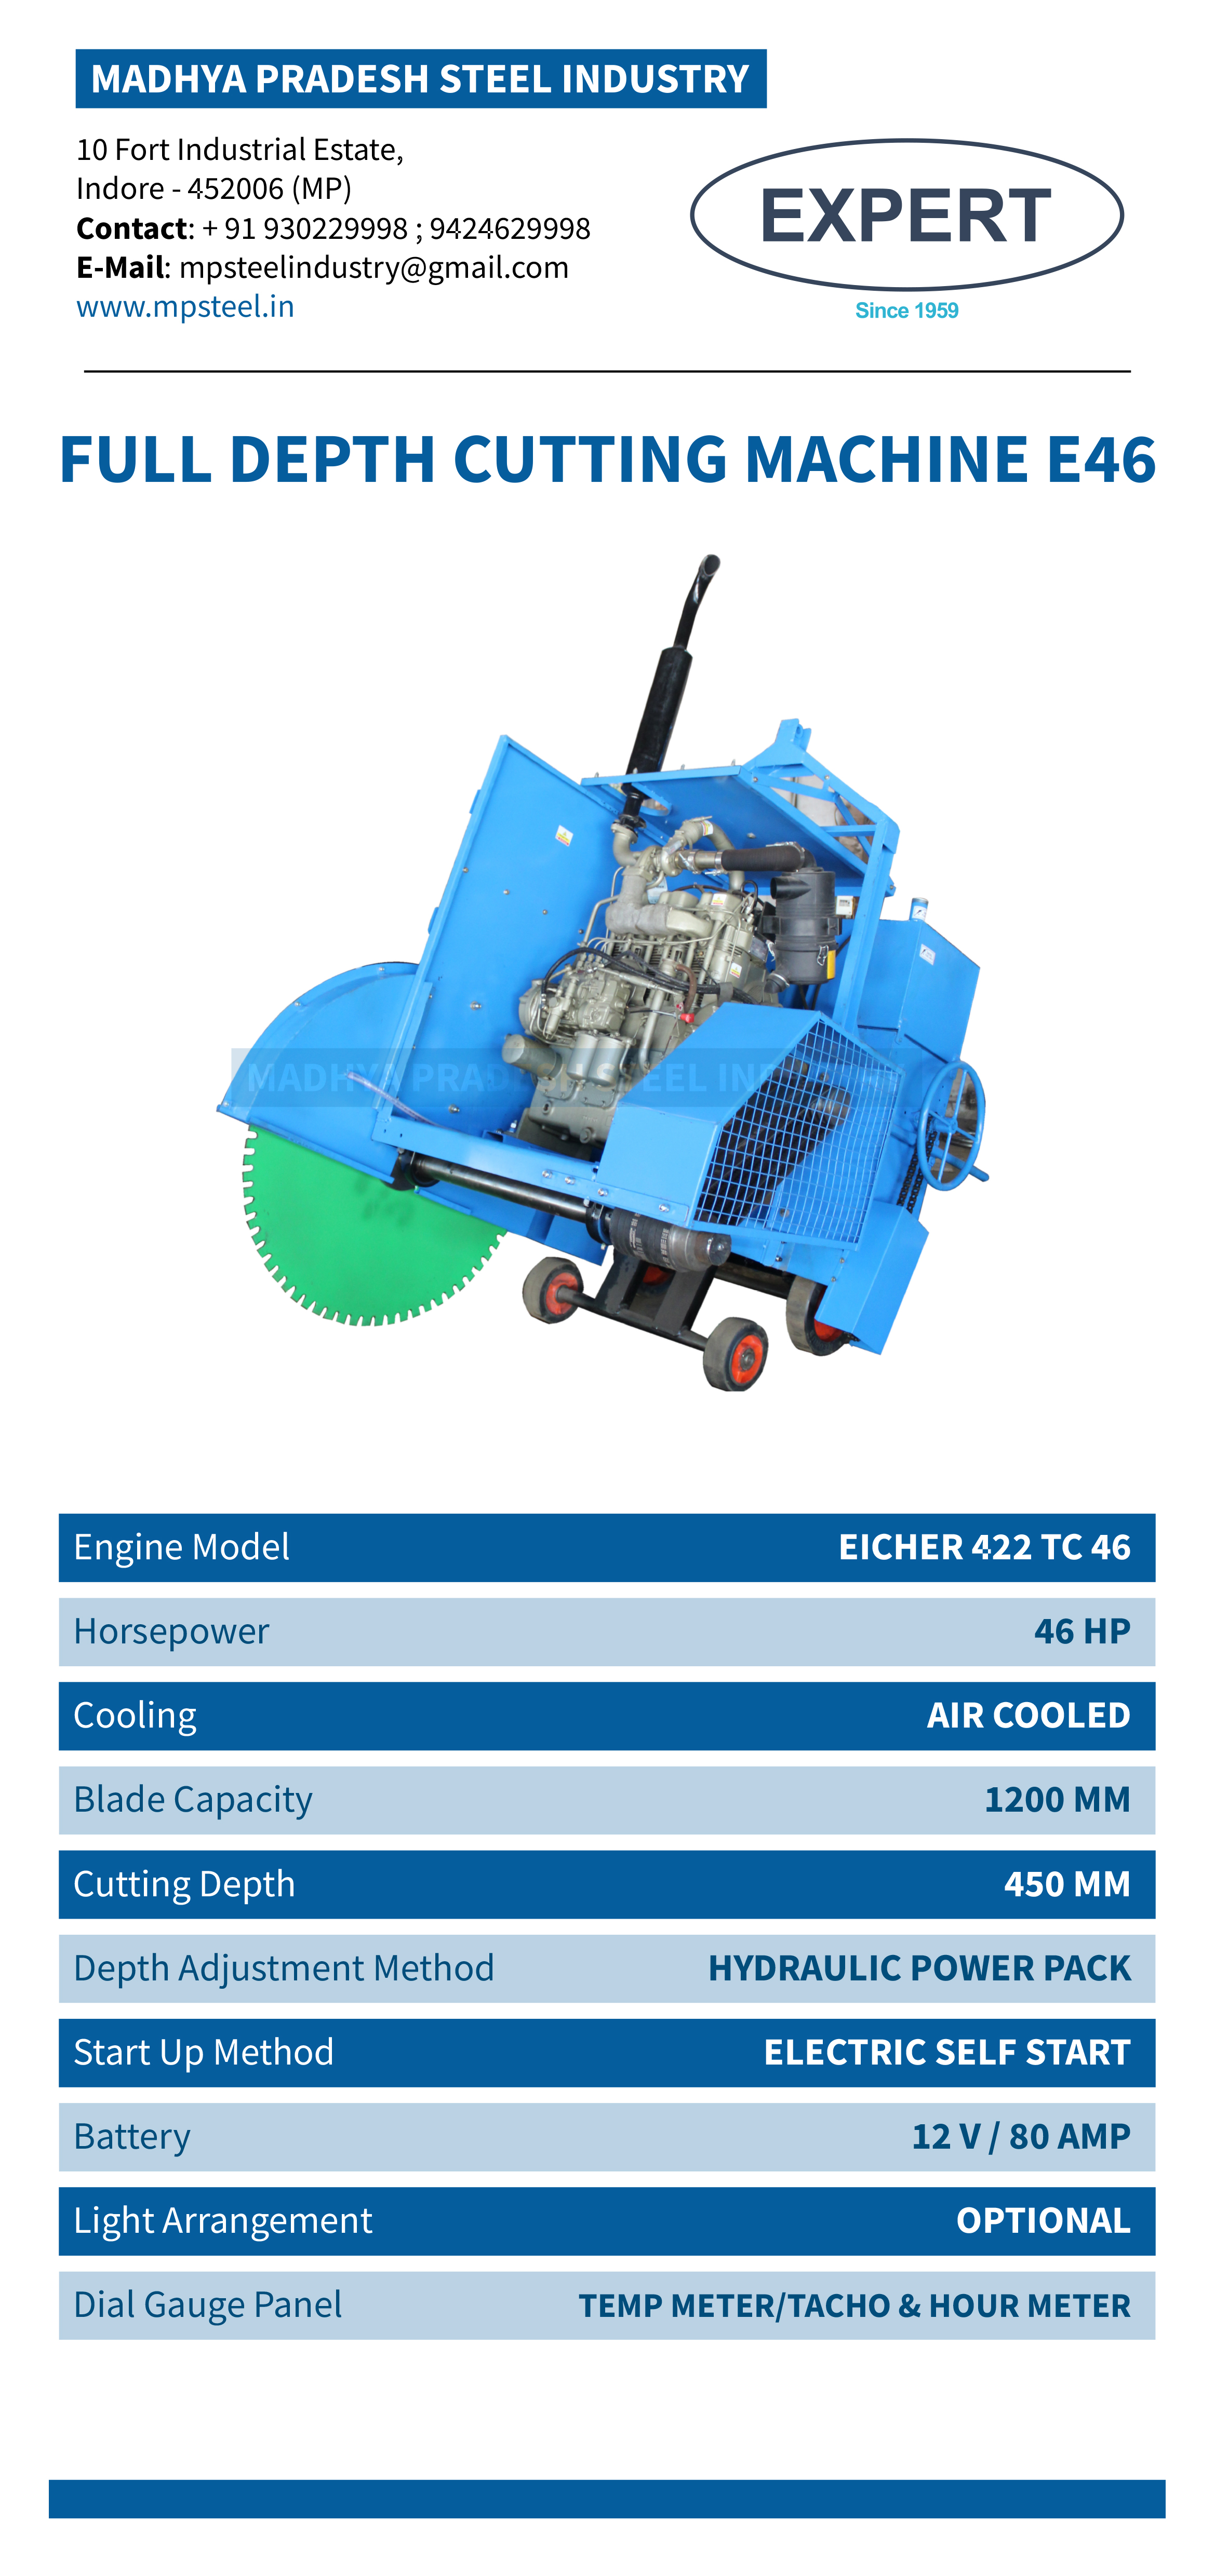 MADHYA PRADESH STEEL INDUSTRY
10 Fort Industrial Estate,
Indore - 452006 (MP)
Contact: + 91 930229998 ; 9424629998
E-Mail: mpsteelindustry@gmail.com
www.mpsteel.in
EXPERT
Since 1959
FULL DEPTH CUTTING MACHINE E46
MADHYA PRADESH STEEL INDUSTRY
Engine Model EICHER 422 TC 46
Horsepower 46 HP
Cooling AIR COOLED
Blade Capacity 1200 MM
Cutting Depth 450 MM
Depth Adjustment Method HYDRAULIC POWER PACK
Start Up Method ELECTRIC SELF START
Battery 12 V / 80 AMP
Light Arrangement OPTIONAL
Dial Gauge Panel TEMP METER/TACHO & HOUR METER